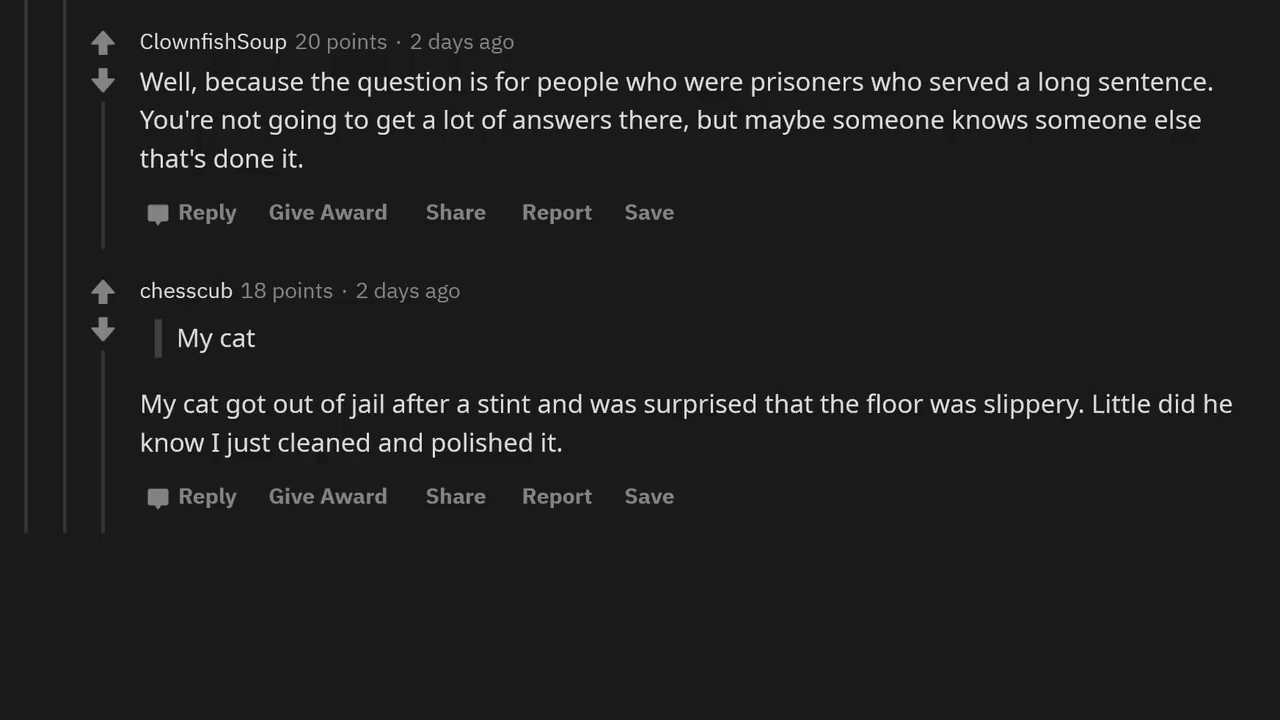 ClownfishSoup 20 points · 2 days ago
Well, because the question is for people who were prisoners who served a long sentence.
You're not going to get a lot of answers there, but maybe someone knows someone else
that's done it.
Reply Give Award Share Report Save
chesscub 18 points · 2 days ago
My cat
My cat got out of jail after a stint and was surprised that the floor was slippery. Little did he
know I just cleaned and polished it.
Reply Give Award Share Report Save